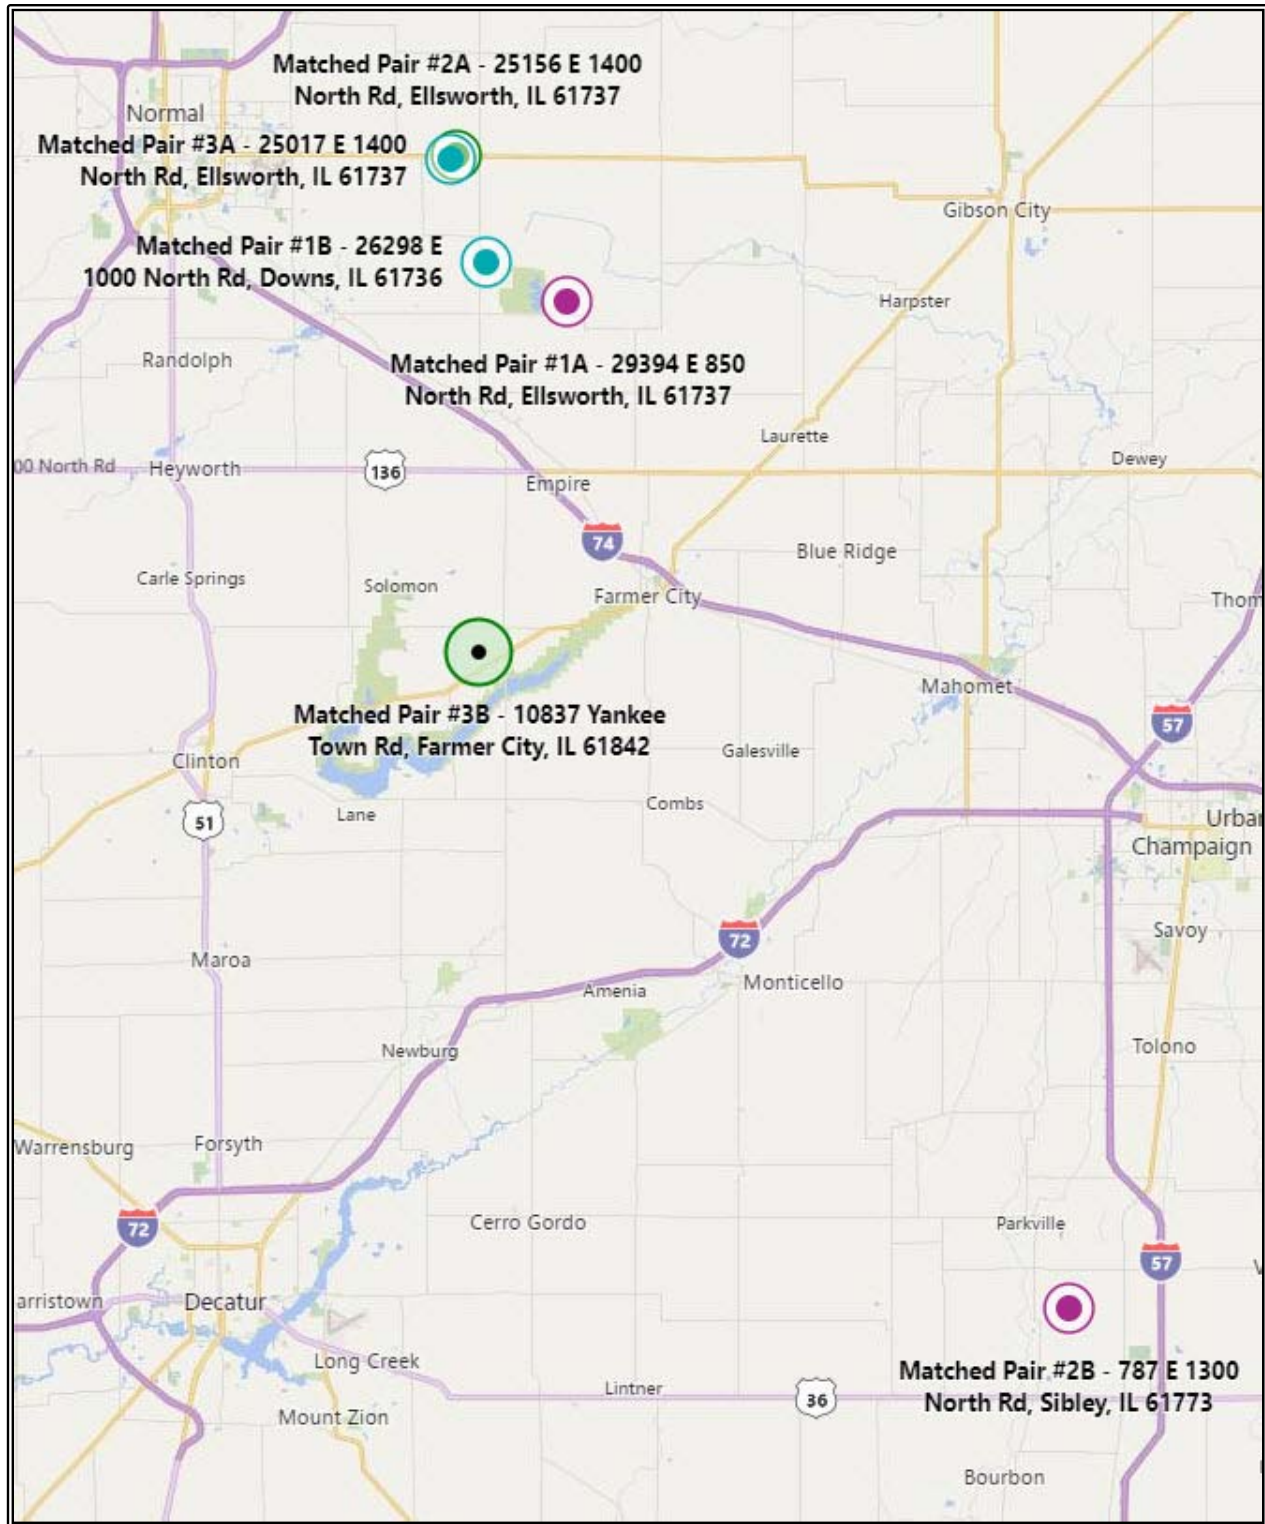 Matched Pair #2A - 25156 E 1400
North Rd, Ellsworth, IL 61737
Normal
Matched Pair #3A - 25017 E 1400
North Rd, Ellsworth, IL 61737
Gibson City
Matched Pair #1B - 26298 E
1000 North Rd, Downs, IL 61736
Harpster
Randolph
Matched Pair #1A - 29394 E 850
North Rd, Ellsworth, IL 61737
Laurette
00 North Rd
Heyworth
136
Dewey
Empire
74
Blue Ridge
Carle Springs
Solomon
Farmer City
Thom
Mahomet
Matched Pair #3B - 10837 Yankee
Town Rd, Farmer City, IL 61842
57
Galesville
Clinton
Combs
Lane
51
Urbar
Champaign
72
Savoy
Maroa
Monticello
Amenia
Newburg
Tolono
Warrensburg
Forsyth
72
Cerro Gordo
Parkville
57
arristown
Decatur
Long Creek
Matched Pair #2B - 787 E 1300
North Rd, Sibley, IL 61773
Lintner
36
Mount Zion
Bourbon